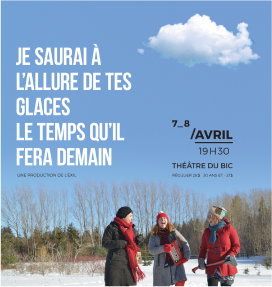 JE SAURAI À
L'ALLURE DE TES
GLACES
LE TEMPS QU'IL
FERA DEMAIN
UNE PRODUCTION DE L'EXIL
7_8
/AVRIL
19H30
THÉÂTRE DU BIC